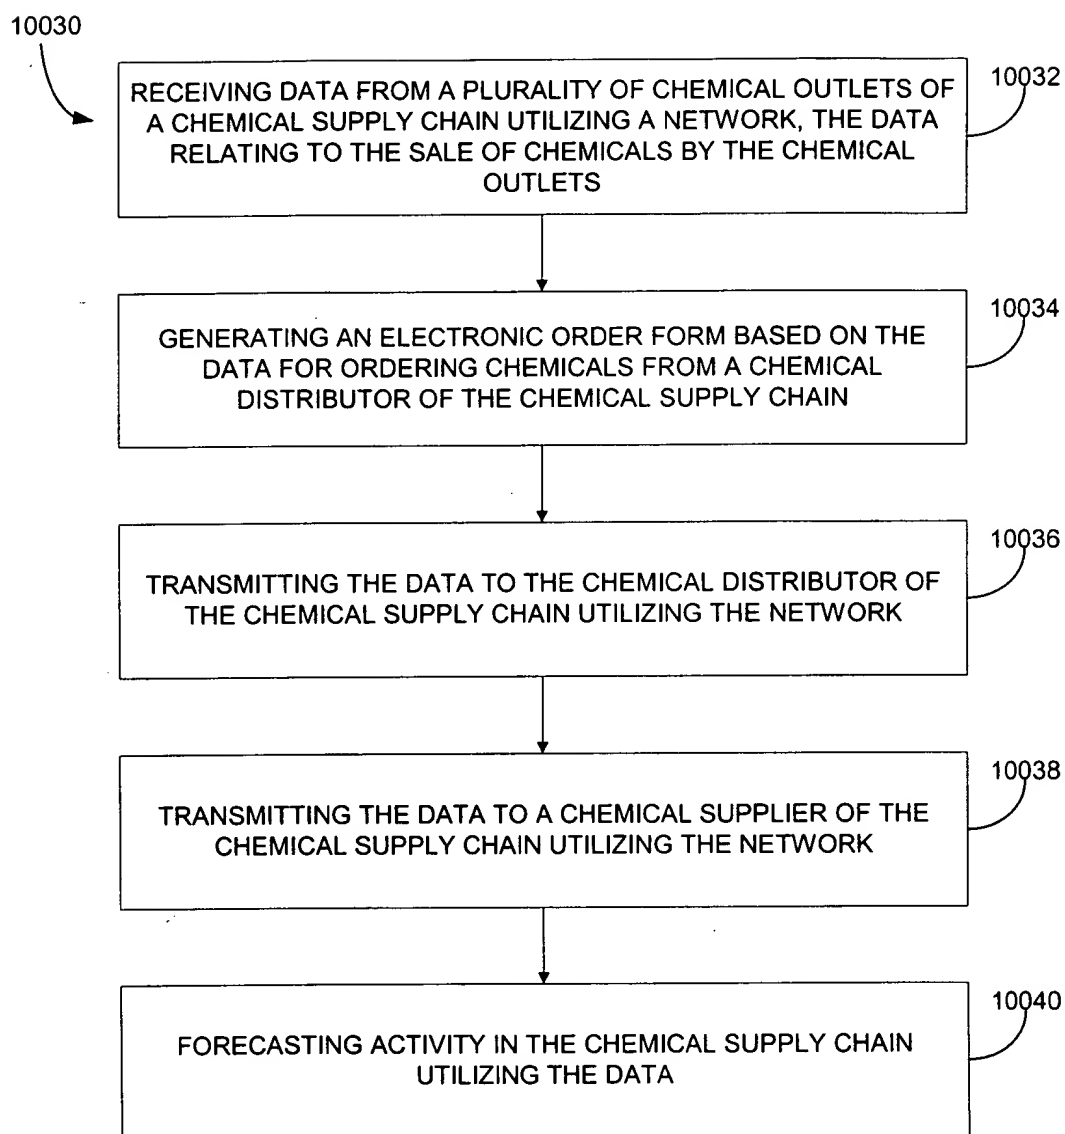 10030
10032
RECEIVING DATA FROM A PLURALITY OF CHEMICAL OUTLETS OF
A CHEMICAL SUPPLY CHAIN UTILIZING A NETWORK, THE DATA
RELATING TO THE SALE OF CHEMICALS BY THE CHEMICAL
OUTLETS
10034
GENERATING AN ELECTRONIC ORDER FORM BASED ON THE
DATA FOR ORDERING CHEMICALS FROM A CHEMICAL
DISTRIBUTOR OF THE CHEMICAL SUPPLY CHAIN
10036
TRANSMITTING THE DATA TO THE CHEMICAL DISTRIBUTOR OF
THE CHEMICAL SUPPLY CHAIN UTILIZING THE NETWORK
10038
TRANSMITTING THE DATA TO A CHEMICAL SUPPLIER OF THE
CHEMICAL SUPPLY CHAIN UTILIZING THE NETWORK
10040
FORECASTING ACTIVITY IN THE CHEMICAL SUPPLY CHAIN
UTILIZING THE DATA